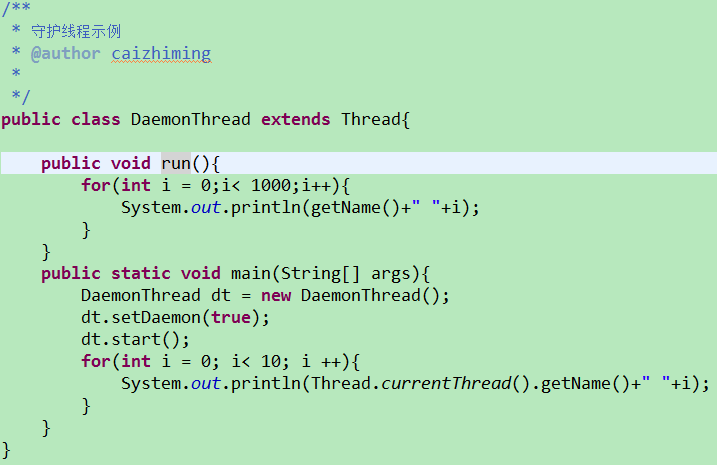 /**
 * 守护线程示例
 * @author caizhiming
 *
 */
public class DaemonThread extends Thread{
    public void run(){
        for(int i = 0;i< 1000;i++){
            System.out.println(getName()+" "+i);
        }
    }
    public static void main(String[] args){
        DaemonThread dt = new DaemonThread();
        dt.setDaemon(true);
        dt.start();
        for(int i = 0; i< 10; i ++){
            System.out.println(Thread.currentThread().getName()+" "+i);
        }
    }
}